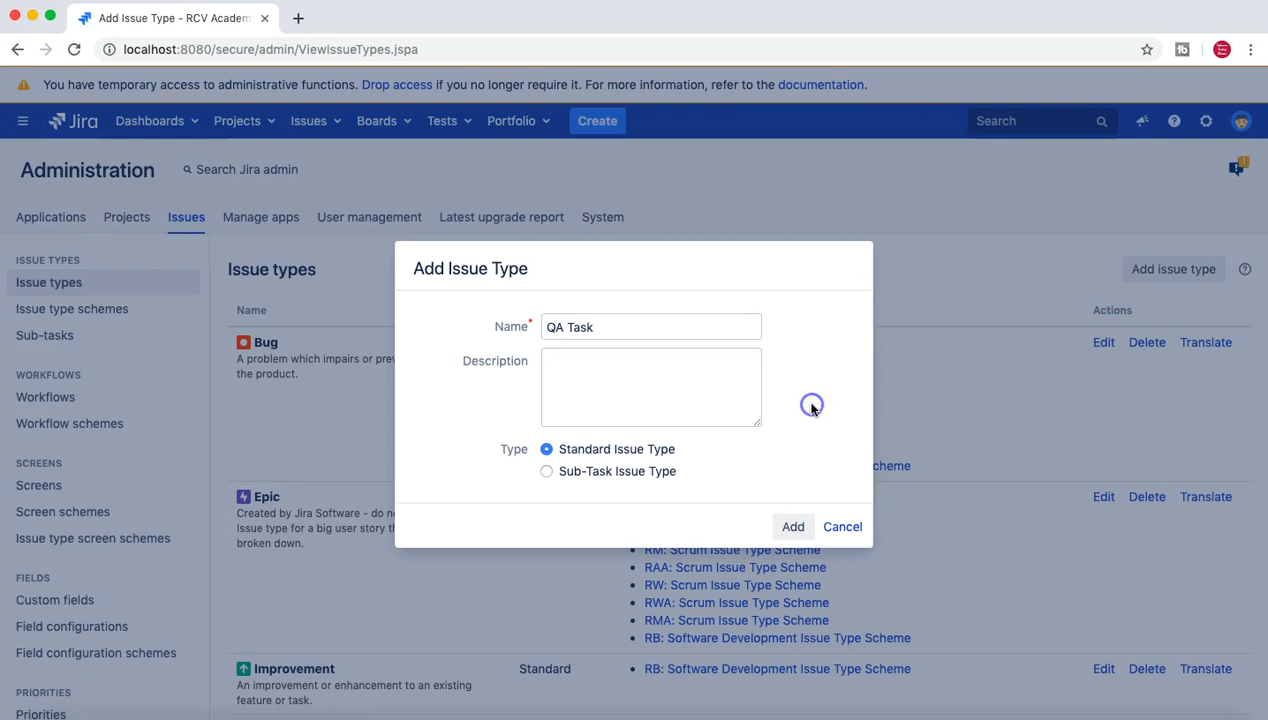 Add Issue Type - RCV Academ
localhost:8080/secure/admin/ViewIssueTypes.jspa
You have temporary access to administrative functions. Drop access if you no longer require it. For more information, refer to the documentation.
Jira Dashboards Projects Issues Boards Tests Portfolio Create Search
Administration Search Jira admin
Applications Projects Issues Manage apps User management Latest upgrade report System
ISSUE TYPES
Issue types
Issue type schemes
Sub-tasks
WORKFLOWS
Workflows
Workflow schemes
SCREENS
Screens
Screen schemes
Issue type screen schemes
FIELDS
Custom fields
Field configurations
Field configuration schemes
PRIORITIES
Priorities
Issue types Add issue type
Name Actions
Bug Edit Delete Translate
A problem which impairs or prev
the product.
cheme
Epic Edit Delete Translate
Created by Jira Software - do no
Issue type for a big user story th
broken down.
RM: Scrum Issue Type Scheme
RAA: Scrum Issue Type Scheme
RW: Scrum Issue Type Scheme
RWA: Scrum Issue Type Scheme
RMA: Scrum Issue Type Scheme
RB: Software Development Issue Type Scheme
Improvement Standard RB: Software Development Issue Type Scheme Edit Delete Translate
An improvement or enhancement to an existing
feature or task.
Add Issue Type
Name* QA Task
Description
Type Standard Issue Type
Sub-Task Issue Type
Add Cancel